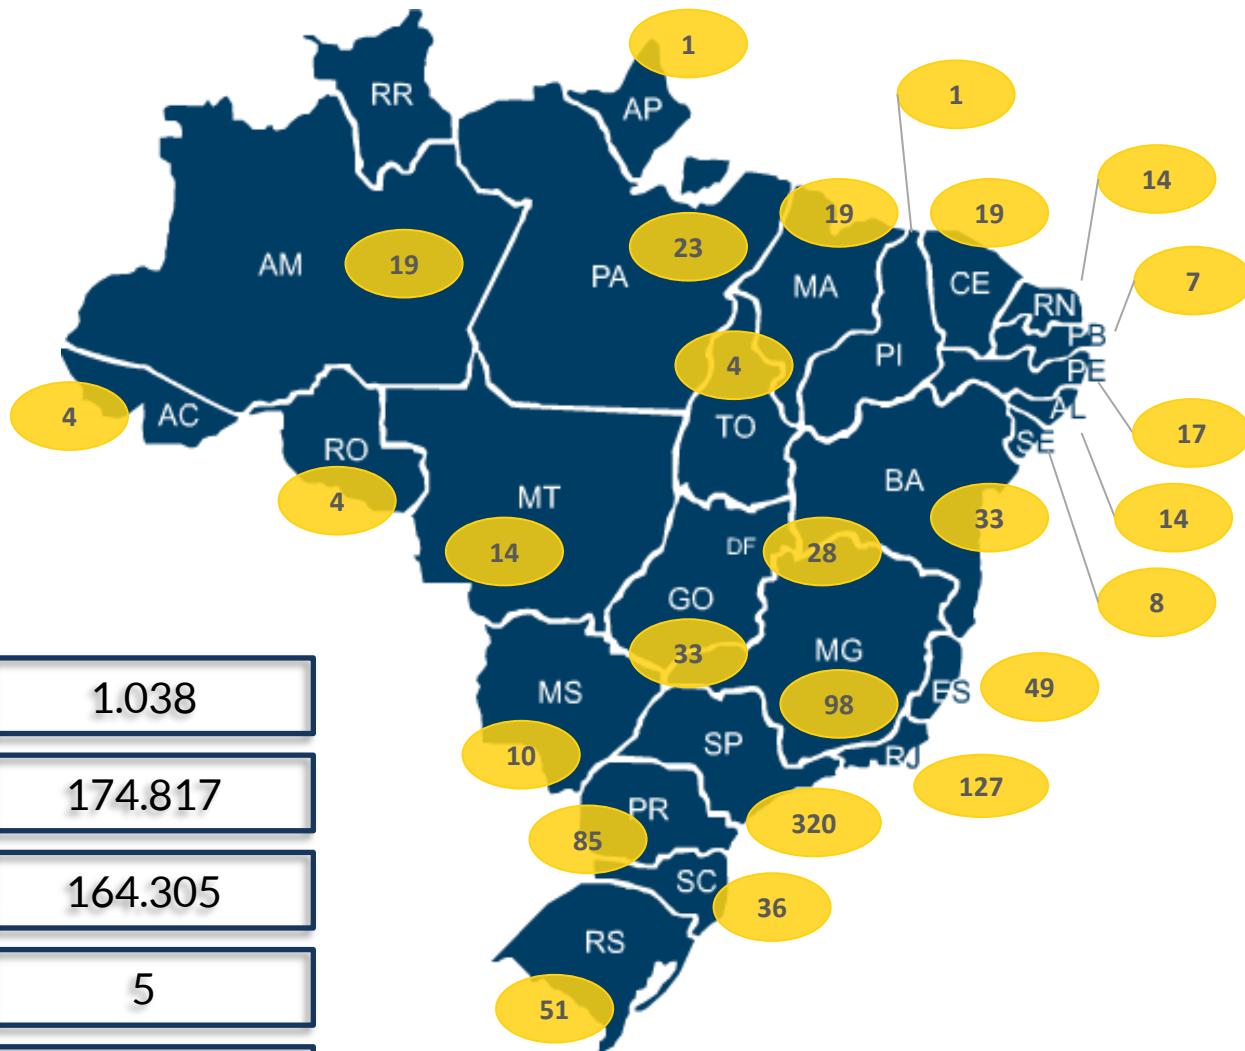 1
RR
1
AP
14
19
19
23
AM
19
PA
7
CE
MA
RN
PB
PI
4
PE
4
AC
AL
TO
17
RO
SE
BA
4
MT
33
14
DF
28
14
14
GO
8
33
MG
1.038
MS
ES
49
98
SP
10
RJ
174.817
127
PR
320
85
164.305
SC
36
RS
5
51